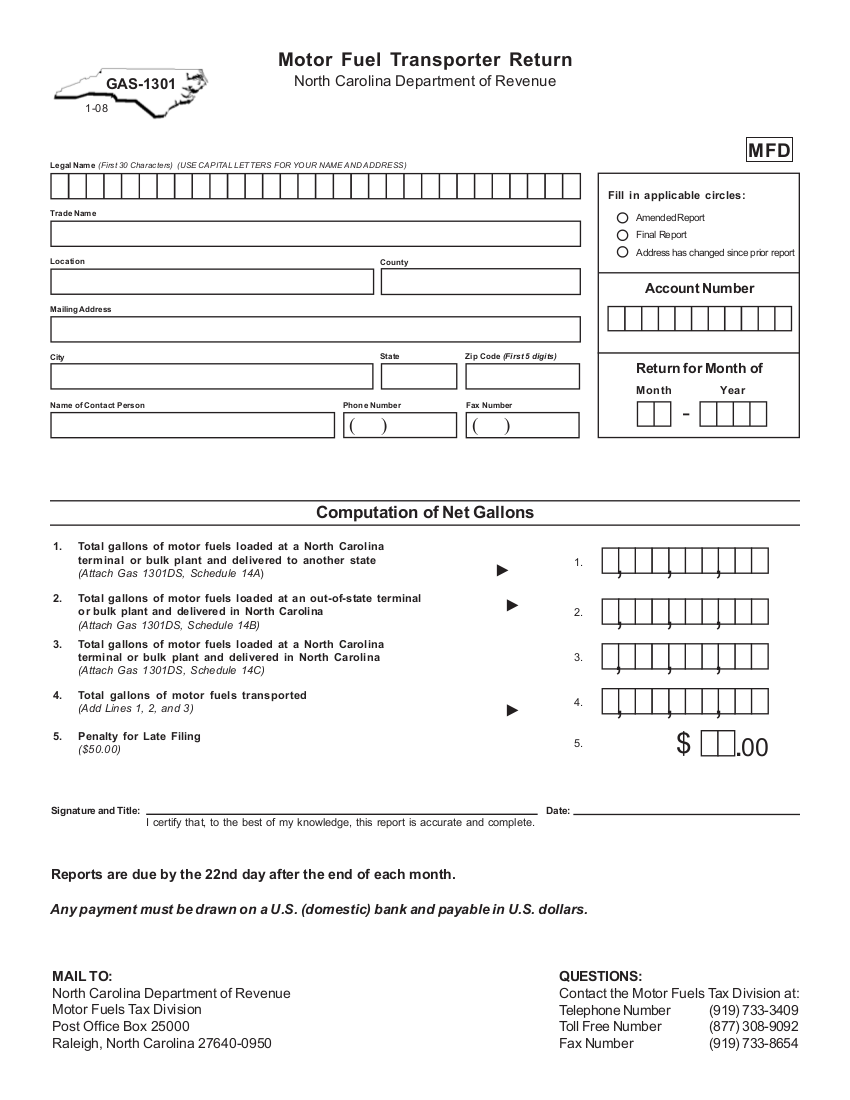 Motor Fuel Transporter Return
North Carolina Department of Revenue
GAS-1301
1-08
MFD
Legal Name (First 30 Characters) (USE CAPITAL LETTERS FOR YOUR NAME AND ADDRESS)
Trade Name
Location
County
Mailing Address
City
State
Zip Code (First 5 digits)
Name of Contact Person
Phone Number
Fax Number
( )
( )
Fill in applicable circles:
Amended Report
Final Report
Address has changed since prior report
Account Number
Return for Month of
Month Year
-
Computation of Net Gallons
1. Total gallons of motor fuels loaded at a North Carolina
terminal or bulk plant and delivered to another state
(Attach Gas 1301DS, Schedule 14A)
1.
, , ,
2. Total gallons of motor fuels loaded at an out-of-state terminal
or bulk plant and delivered in North Carolina
(Attach Gas 1301DS, Schedule 14B)
2.
, , ,
3. Total gallons of motor fuels loaded at a North Carolina
terminal or bulk plant and delivered in North Carolina
(Attach Gas 1301DS, Schedule 14C)
3.
, , ,
4. Total gallons of motor fuels transported
(Add Lines 1, 2, and 3)
4.
, , ,
5. Penalty for Late Filing
($50.00)
5.
$ .00
Signature and Title: Date:
I certify that, to the best of my knowledge, this report is accurate and complete.
Reports are due by the 22nd day after the end of each month.
Any payment must be drawn on a U.S. (domestic) bank and payable in U.S. dollars.
MAIL TO:
North Carolina Department of Revenue
Motor Fuels Tax Division
Post Office Box 25000
Raleigh, North Carolina 27640-0950
QUESTIONS:
Contact the Motor Fuels Tax Division at:
Telephone Number (919) 733-3409
Toll Free Number (877) 308-9092
Fax Number (919) 733-8654